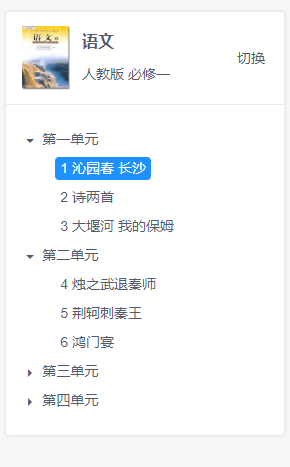 语文
语文
人教版 必修一
切换
第一单元
1 沁园春 长沙
2 诗两首
3 大堰河 我的保姆
第二单元
4 烛之武退秦师
5 荆轲刺秦王
6 鸿门宴
第三单元
第四单元